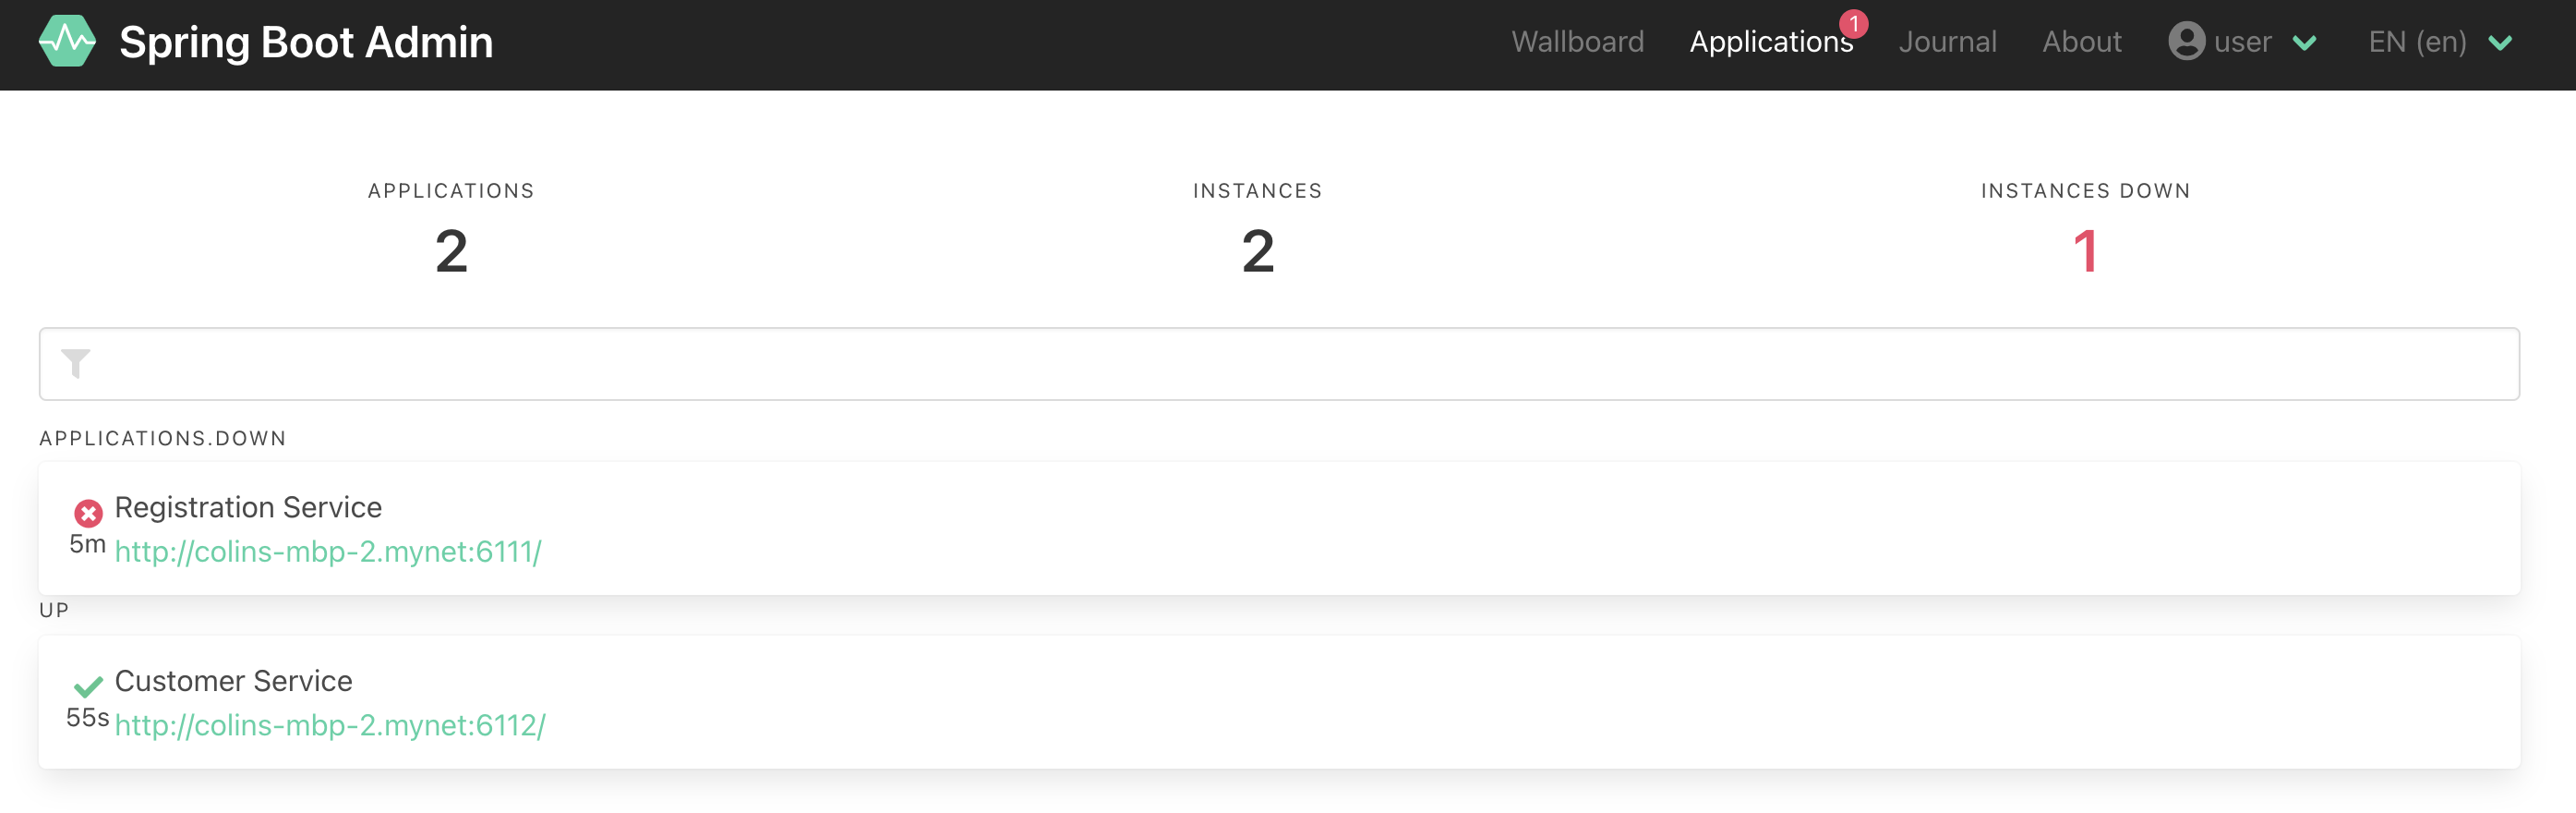 Spring Boot Admin
Wallboard Applications 1 Journal About user EN (en)
APPLICATIONS INSTANCES INSTANCES DOWN
2 2 1
APPLICATIONS.DOWN
Registration Service
5m http://colins-mbp-2.mynet:6111/
UP
Customer Service
55s http://colins-mbp-2.mynet:6112/